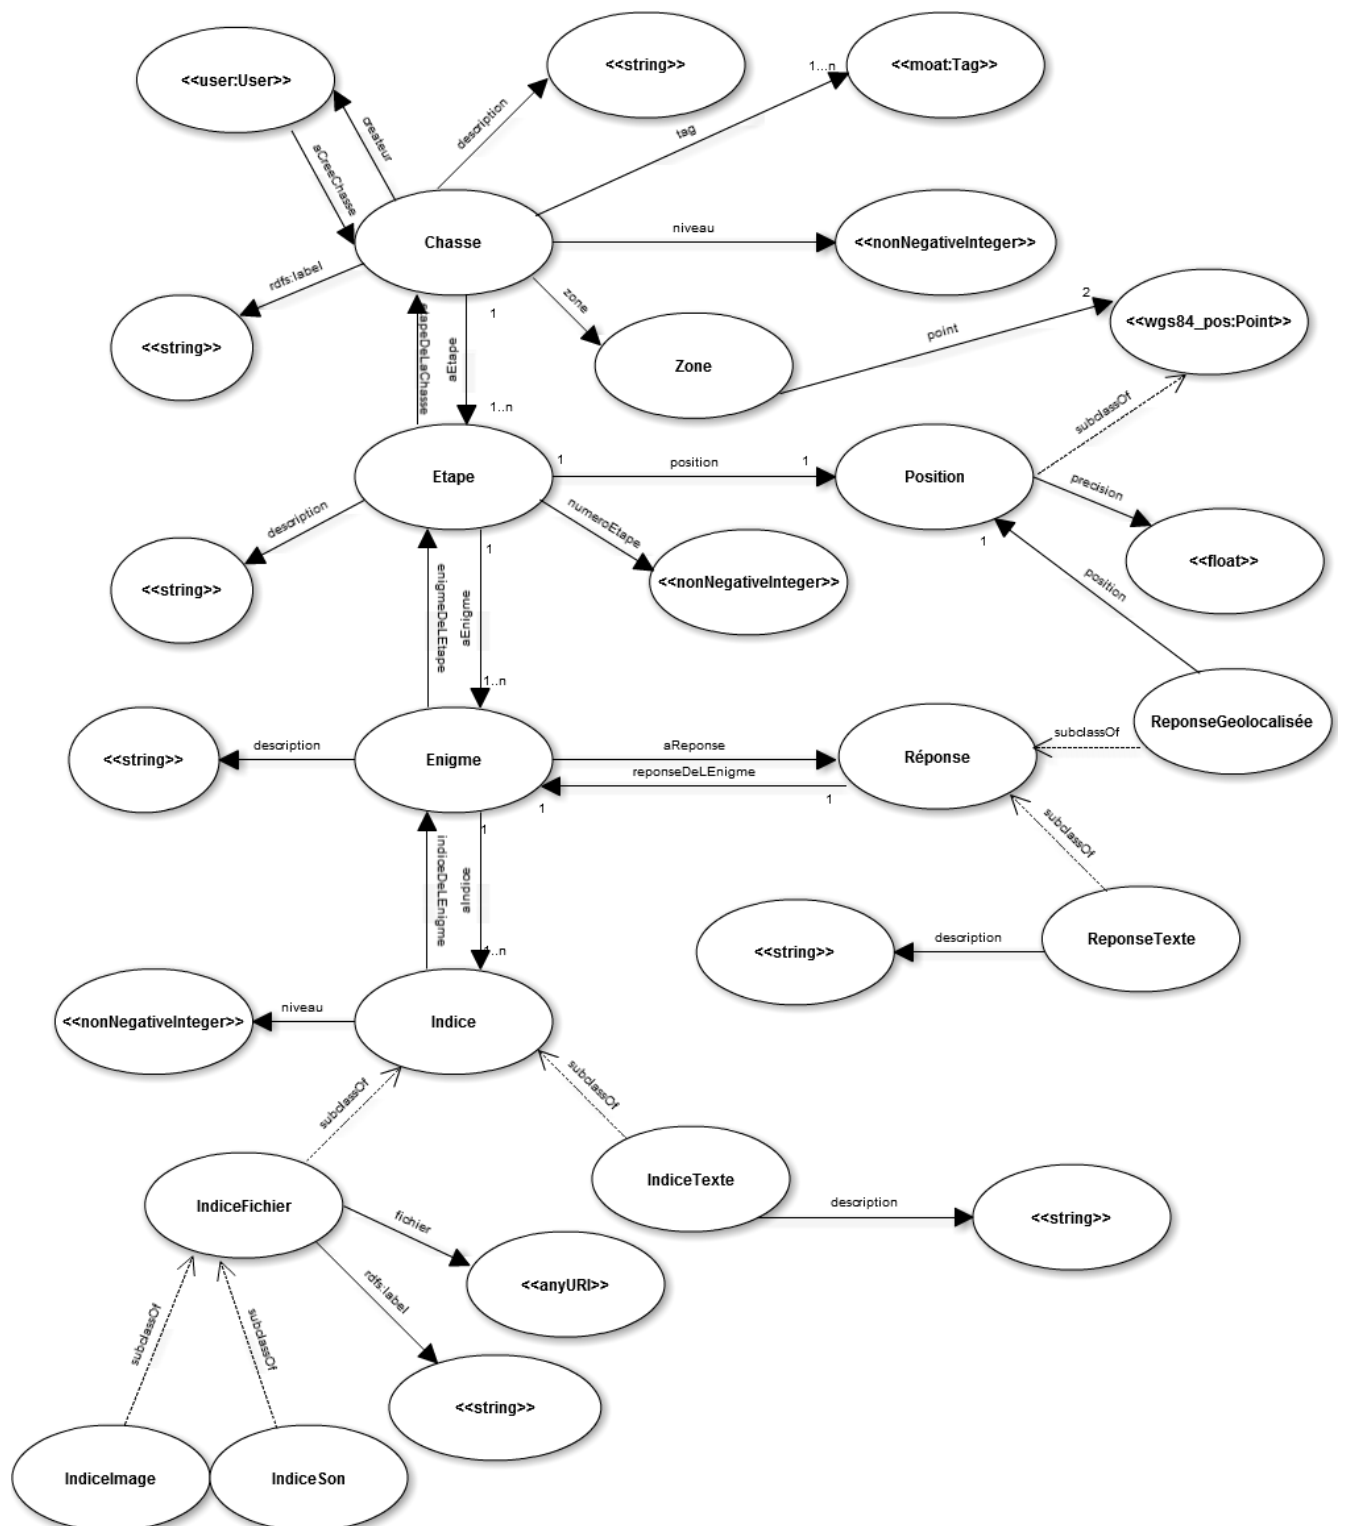 <<user:User>>
<<string>>
1...n
<<moat:Tag>>
description
tag
createur
aCreeChasse
Chasse
niveau
<<nonNegativeInteger>>
rdfs:label
zone
<<string>>
etapeDeLaChasse
aEtape
1
1..n
Zone
point
2
<<wgs84_pos:Point>>
subclassOf
Etape
1
position
1
Position
precision
<<float>>
description
<<string>>
numeroEtape
<<nonNegativeInteger>>
1
position
enigmeDeLEtape
aEnigme
1
1..n
<<string>>
description
Enigme
aReponse
reponseDeLEnigme
1
1
Réponse
subclassOf
ReponseGeolocalisée
subclassOf
indiceDeLEnigme
aIndice
1
1..n
<<string>>
description
ReponseTexte
<<nonNegativeInteger>>
niveau
Indice
subclassOf
subclassOf
IndiceFichier
IndiceTexte
description
<<string>>
fichier
<<anyURI>>
rdfs:label
<<string>>
subclassOf
subclassOf
IndiceImage
IndiceSon